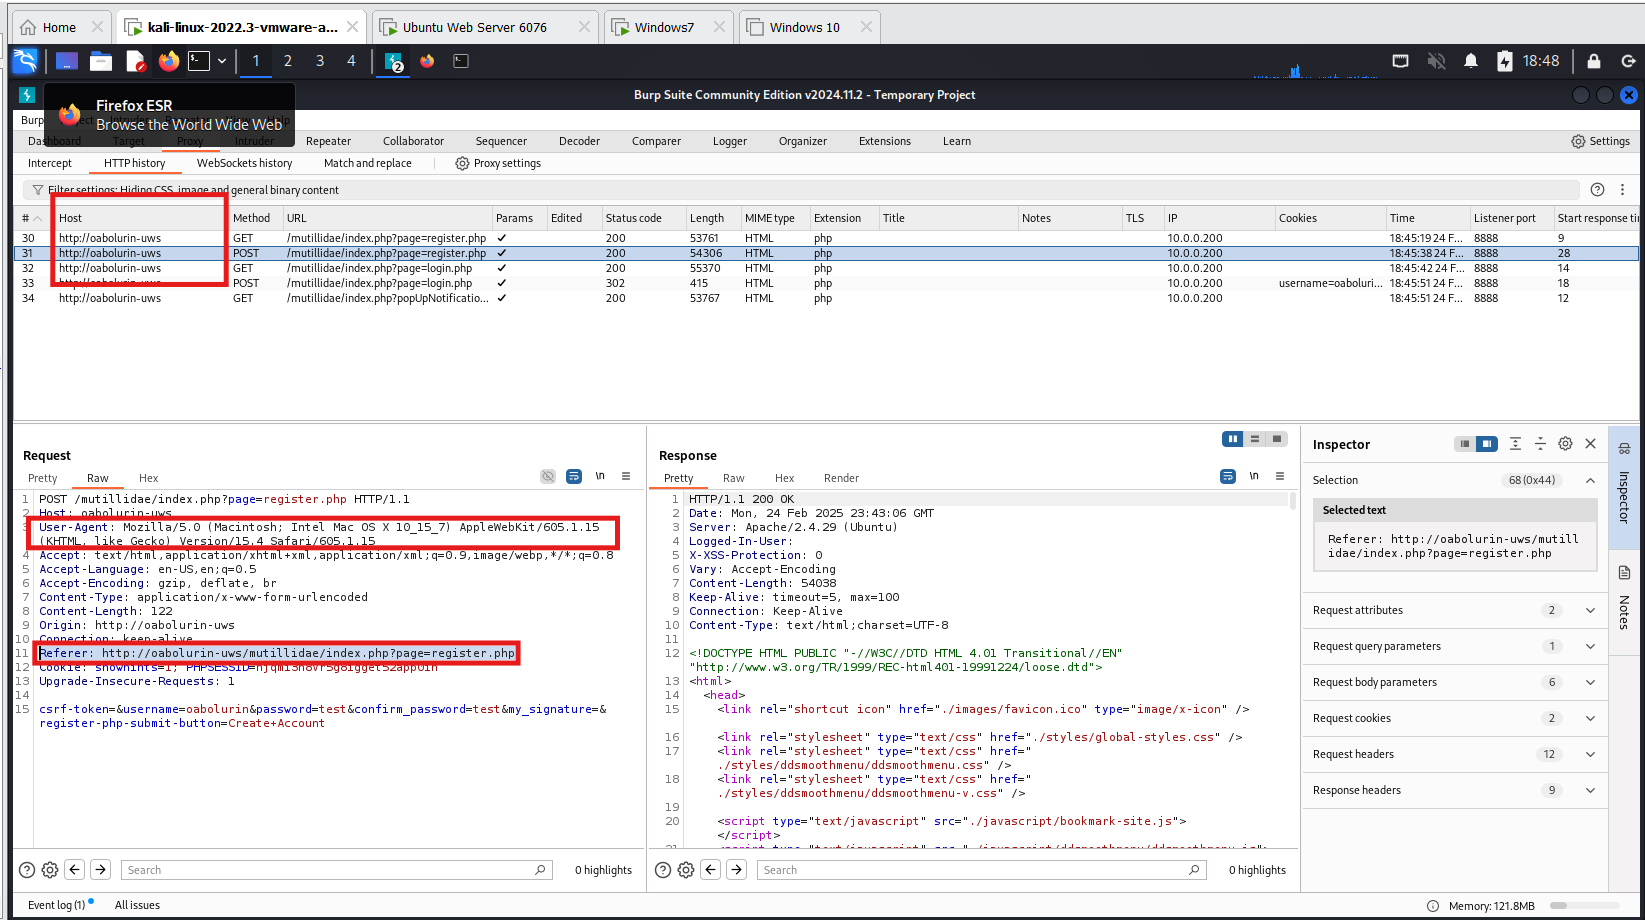 Home
kali-linux-2022.3-vmware-a...
Ubuntu Web Server 6076
Windows7
Windows 10
1 2 3 4
2
18:48
Firefox ESR
Browse the World Wide Web
Burp Suite Community Edition v2024.11.2 - Temporary Project
Burp
Dashboard Target Proxy Intruder Repeater Collaborator Sequencer Decoder Comparer Logger Organizer Extensions Learn Settings
Intercept HTTP history WebSockets history Match and replace Proxy settings
Filter settings: Hiding CSS, image and general binary content
# Host Method URL Params Edited Status code Length MIME type Extension Title Notes TLS IP Cookies Time Listener port Start response tir
30 http://oabolurin-uws GET /mutillidae/index.php?page=register.php ✓ 200 53761 HTML php 10.0.0.200 18:45:19 24 F... 8888 9
31 http://oabolurin-uws POST /mutillidae/index.php?page=register.php ✓ 200 54306 HTML php 10.0.0.200 18:45:38 24 F... 8888 28
32 http://oabolurin-uws GET /mutillidae/index.php?page=login.php ✓ 200 55370 HTML php 10.0.0.200 18:45:42 24 F... 8888 14
33 http://oabolurin-uws POST /mutillidae/index.php?page=login.php ✓ 302 415 HTML php 10.0.0.200 username=oaboluri... 18:45:51 24 F... 8888 18
34 http://oabolurin-uws GET /mutillidae/index.php?popUpNotificatio... ✓ 200 53767 HTML php 10.0.0.200 18:45:51 24 F... 8888 12
Request
Pretty Raw Hex
\n
1 POST /mutillidae/index.php?page=register.php HTTP/1.1
2 Host: oabolurin-uws
3 User-Agent: Mozilla/5.0 (Macintosh; Intel Mac OS X 10_15_7) AppleWebKit/605.1.15
(KHTML, like Gecko) Version/15.4 Safari/605.1.15
4 Accept: text/html,application/xhtml+xml,application/xml;q=0.9,image/webp,*/*;q=0.8
5 Accept-Language: en-US,en;q=0.5
6 Accept-Encoding: gzip, deflate, br
7 Content-Type: application/x-www-form-urlencoded
8 Content-Length: 122
9 Origin: http://oabolurin-uws
10 Connection: keep-alive
11 Referer: http://oabolurin-uws/mutillidae/index.php?page=register.php
12 Cookie: showhints=1; PHPSESSID=
13 Upgrade-Insecure-Requests: 1
14
15 csrf-token=&username=oabolurin&password=test&confirm_password=test&my_signature=&
register-php-submit-button=Create+Account
Search
0 highlights
Response
Pretty Raw Hex Render
\n
1 HTTP/1.1 200 OK
2 Date: Mon, 24 Feb 2025 23:43:06 GMT
3 Server: Apache/2.4.29 (Ubuntu)
4 Logged-In-User:
5 X-XSS-Protection: 0
6 Vary: Accept-Encoding
7 Content-Length: 54038
8 Keep-Alive: timeout=5, max=100
9 Connection: Keep-Alive
10 Content-Type: text/html;charset=UTF-8
11
12 <!DOCTYPE HTML PUBLIC "-//W3C//DTD HTML 4.01 Transitional//EN"
"http://www.w3.org/TR/1999/REC-html401-19991224/loose.dtd">
13 <html>
14 <head>
15 <link rel="shortcut icon" href="./images/favicon.ico" type="image/x-icon" />
16 <link rel="stylesheet" type="text/css" href="./styles/global-styles.css" />
17 <link rel="stylesheet" type="text/css" href="
./styles/ddsmoothmenu/ddsmoothmenu.css" />
18 <link rel="stylesheet" type="text/css" href="
./styles/ddsmoothmenu/ddsmoothmenu-v.css" />
19
20 <script type="text/javascript" src="./javascript/bookmark-site.js">
</script>
21 <script type="text/javascript" src="./javascript/ddsmoothmenu/ddsmoothmenu.js">
Search
0 highlights
Inspector
Selection 68 (0x44)
Selected text
Referer: http://oabolurin-uws/mutill
idae/index.php?page=register.php
Request attributes 2
Request query parameters 1
Request body parameters 6
Request cookies 2
Request headers 12
Response headers 9
Inspector
Notes
Event log (1) All issues
Memory: 121.8MB